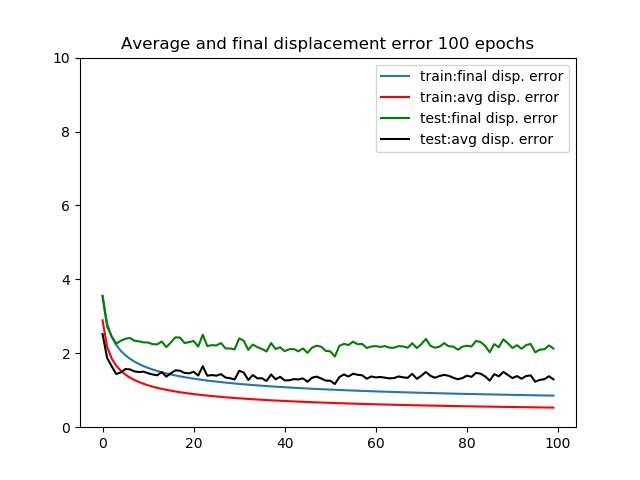 Average and final displacement error 100 epochs
10
8
6
4
2
0
train:final disp. error
train:avg disp. error
test:final disp. error
test:avg disp. error
0 20 40 60 80 100